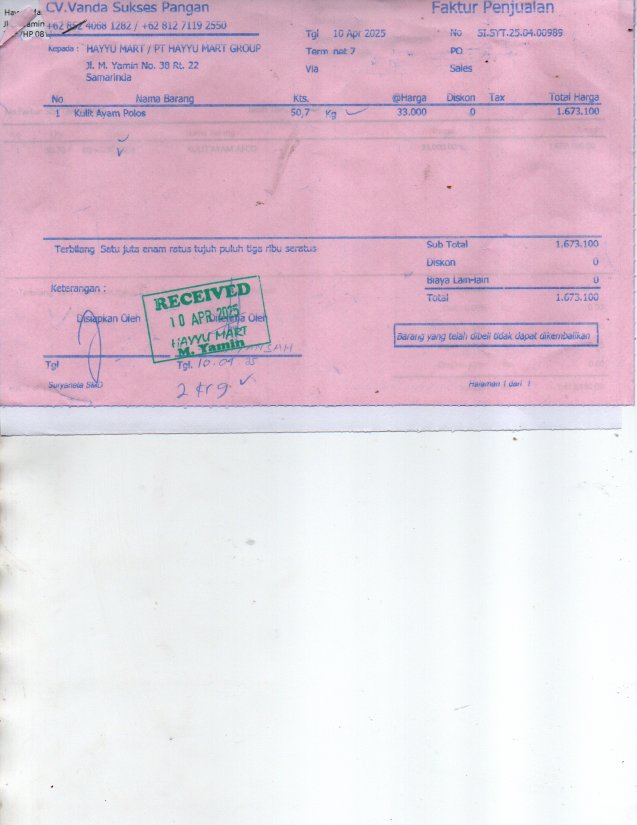 CV.Vanda Sukses Pangan
Faktur Penjualan
+62 852 4068 1282 / +62 812 7119 2550
Kepada : HAYYU MART / PT HAYYU MART GROUP
Jl. M. Yamin No. 38 Rt. 22
Samarinda
Tgl 10 Apr 2025
Term net 7
Via
No SI.SYT.25.04.00989
PO
Sales
No Nama Barang Kts. @Harga Diskon Tax Total Harga
1 Kulit Ayam Polos 50,7 Kg 33.000 0 1.673.100
Terbilang Satu juta enam ratus tujuh puluh tiga ribu seratus
Sub Total 1.673.100
Diskon 0
Biaya Lain-lain 0
Total 1.673.100
Keterangan :
Disiapkan Oleh
Diterima Oleh
RECEIVED
10 APR 2025
HAYYU MART
M. Yamin
Barang yang telah dibeli tidak dapat dikembalikan
Tgl
Tgl. 10.04.25
Suryaneta SMD
Halaman 1 dari 1